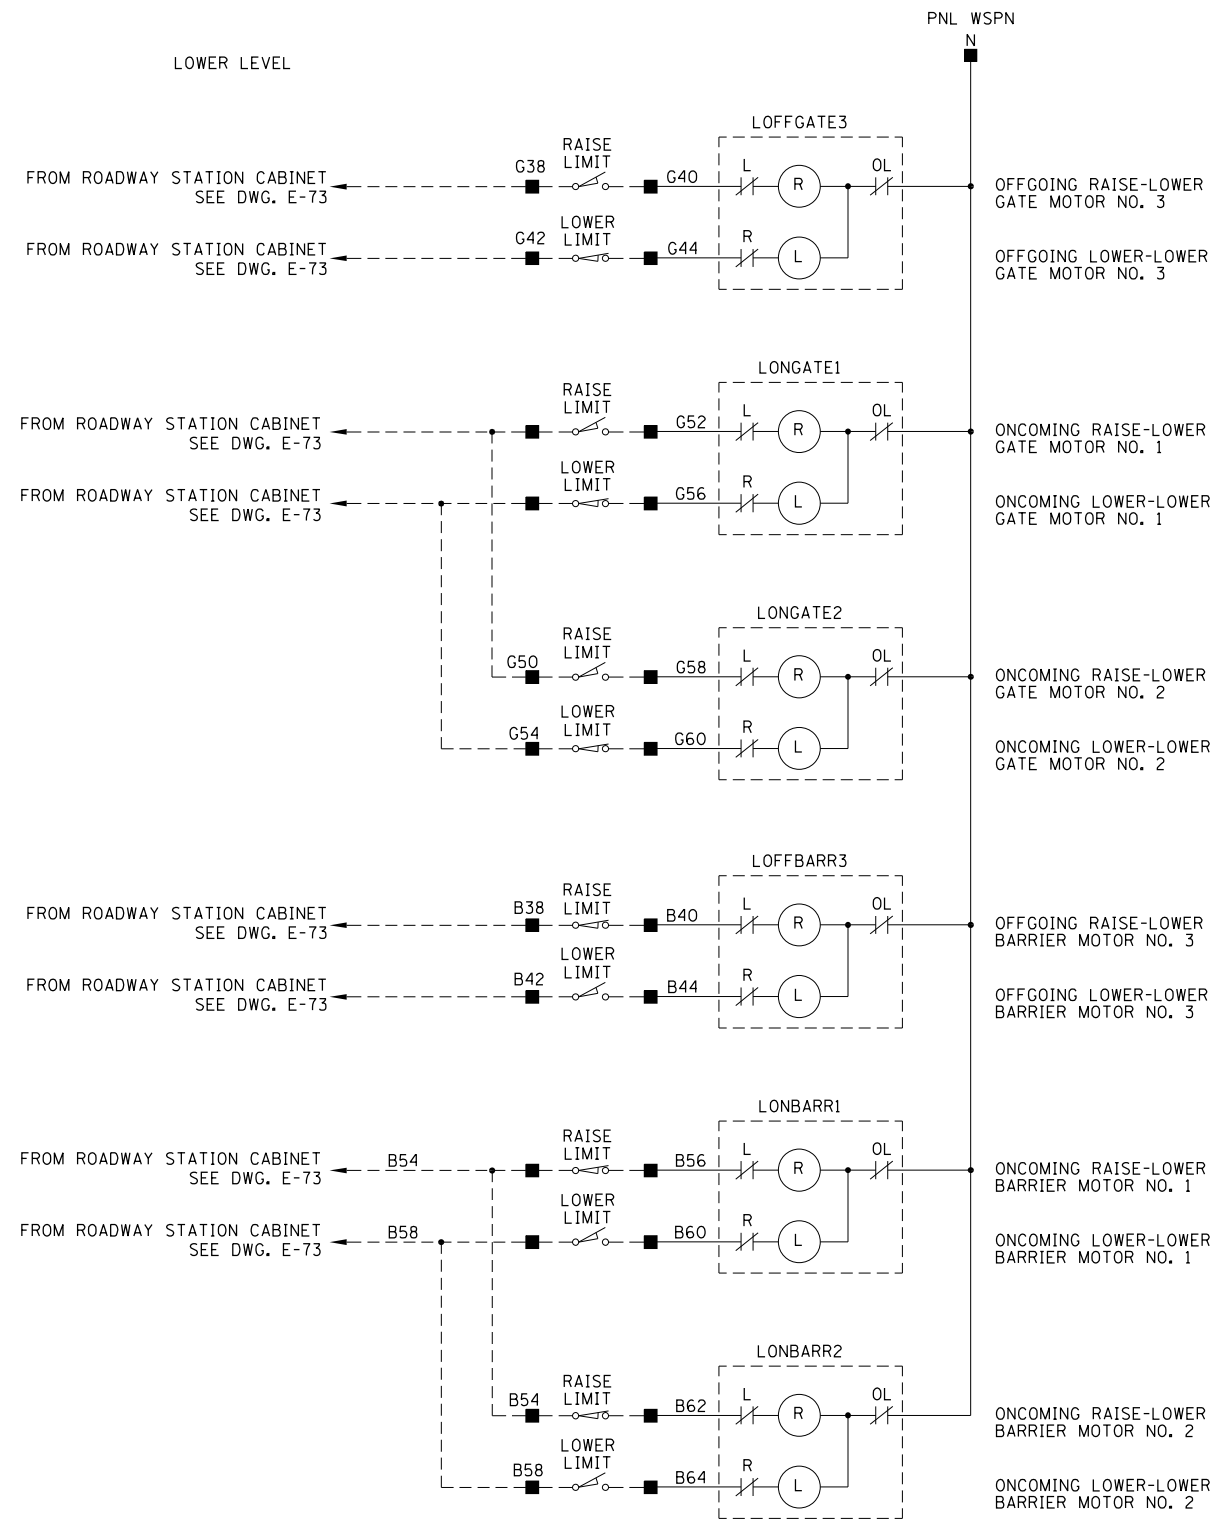 PNL WSPN
N
LOWER LEVEL
LOFFGATE3
FROM ROADWAY STATION CABINET
SEE DWG. E-73
G38
RAISE
LIMIT
G40
L
R
OL
OFFGOING RAISE-LOWER
GATE MOTOR NO. 3
FROM ROADWAY STATION CABINET
SEE DWG. E-73
G42
LOWER
LIMIT
G44
R
L
OFFGOING LOWER-LOWER
GATE MOTOR NO. 3
LONGATE1
FROM ROADWAY STATION CABINET
SEE DWG. E-73
RAISE
LIMIT
G52
L
R
OL
ONCOMING RAISE-LOWER
GATE MOTOR NO. 1
FROM ROADWAY STATION CABINET
SEE DWG. E-73
LOWER
LIMIT
G56
R
L
ONCOMING LOWER-LOWER
GATE MOTOR NO. 1
LONGATE2
G50
RAISE
LIMIT
G58
L
R
OL
ONCOMING RAISE-LOWER
GATE MOTOR NO. 2
G54
LOWER
LIMIT
G60
R
L
ONCOMING LOWER-LOWER
GATE MOTOR NO. 2
LOFFBARR3
FROM ROADWAY STATION CABINET
SEE DWG. E-73
B38
RAISE
LIMIT
B40
L
R
OL
OFFGOING RAISE-LOWER
BARRIER MOTOR NO. 3
FROM ROADWAY STATION CABINET
SEE DWG. E-73
B42
LOWER
LIMIT
B44
R
L
OFFGOING LOWER-LOWER
BARRIER MOTOR NO. 3
LONBARR1
FROM ROADWAY STATION CABINET
SEE DWG. E-73
B54
RAISE
LIMIT
B56
L
R
OL
ONCOMING RAISE-LOWER
BARRIER MOTOR NO. 1
FROM ROADWAY STATION CABINET
SEE DWG. E-73
B58
LOWER
LIMIT
B60
R
L
ONCOMING LOWER-LOWER
BARRIER MOTOR NO. 1
LONBARR2
B54
RAISE
LIMIT
B62
L
R
OL
ONCOMING RAISE-LOWER
BARRIER MOTOR NO. 2
B58
LOWER
LIMIT
B64
R
L
ONCOMING LOWER-LOWER
BARRIER MOTOR NO. 2